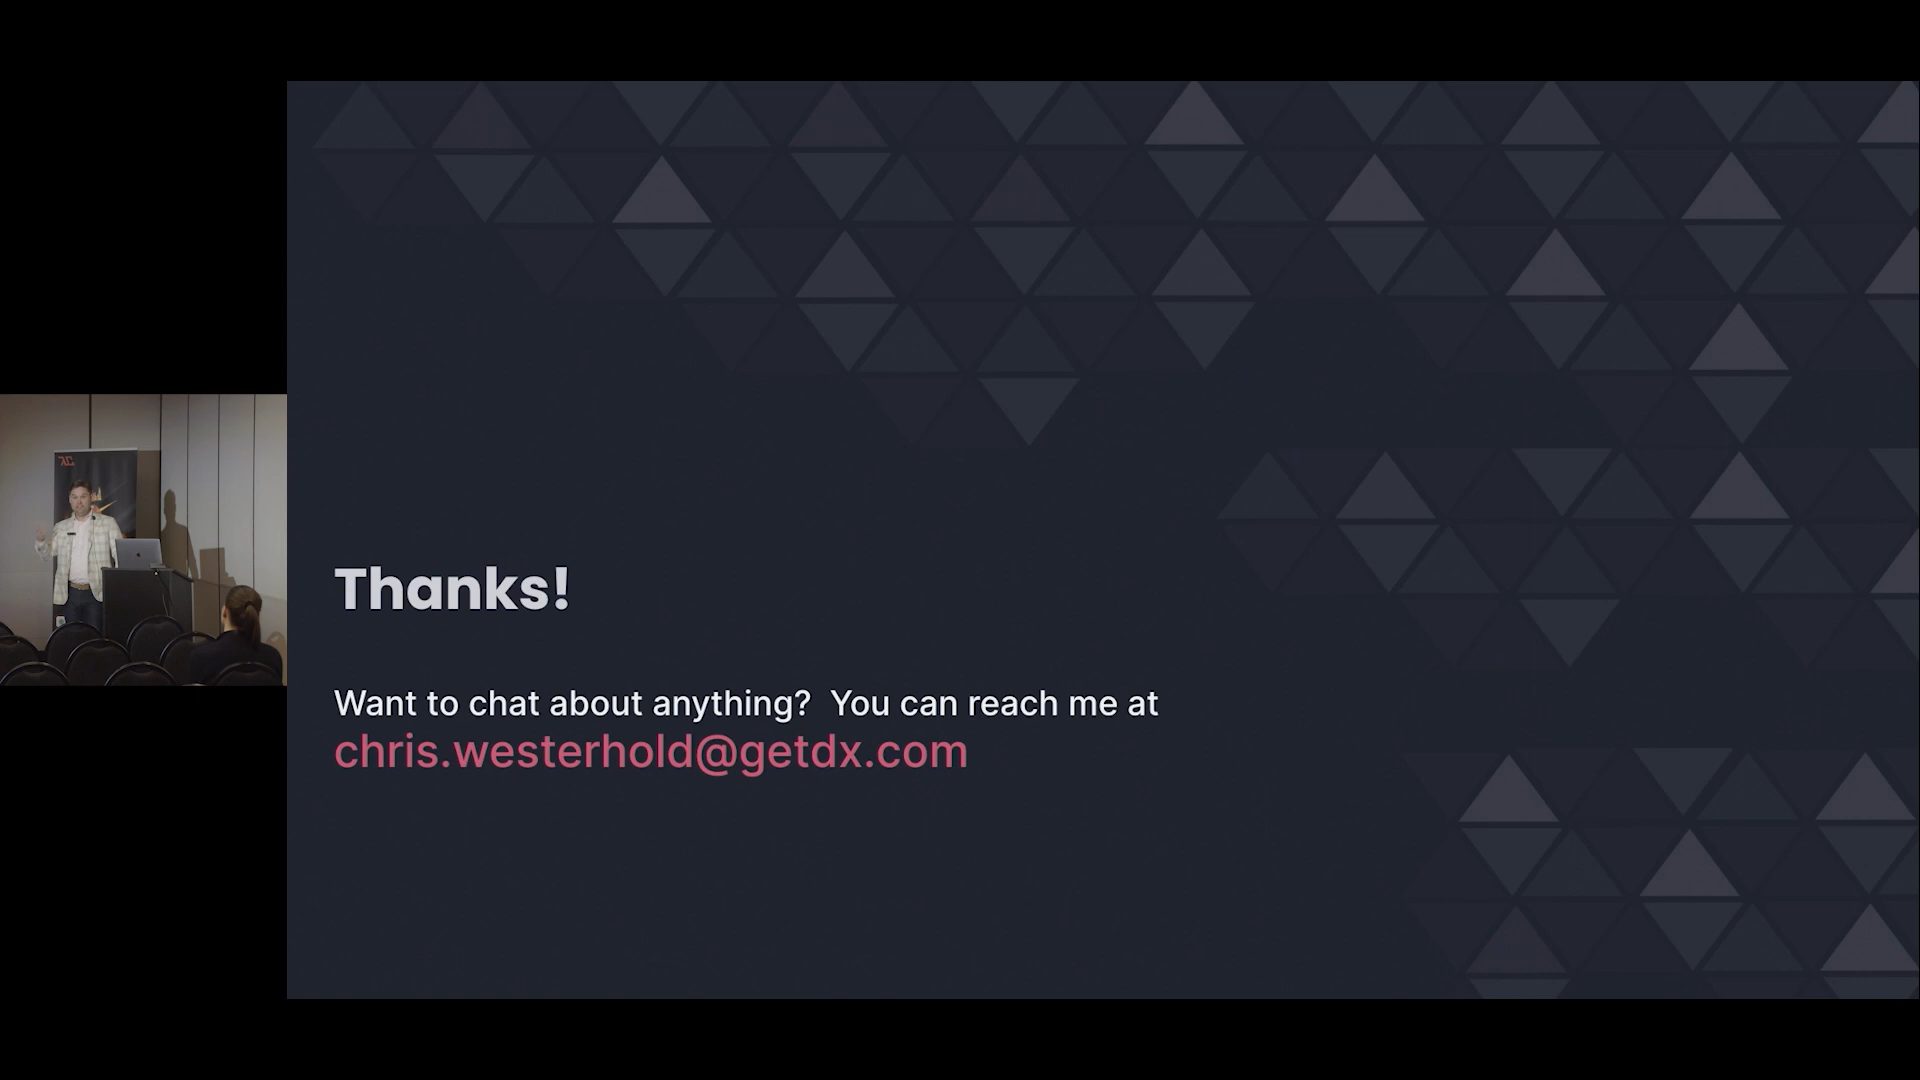 Thanks!
Want to chat about anything?  You can reach me at
chris.westerhold@getdx.com